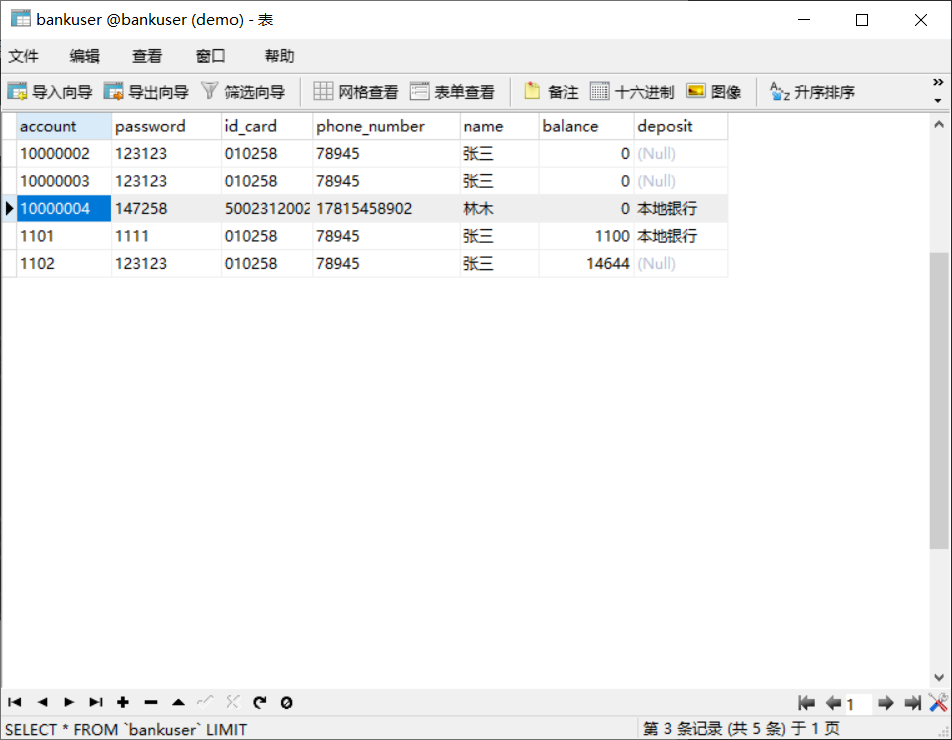 bankuser @bankuser (demo) - 表
文件 编辑 查看 窗口 帮助
导入向导 导出向导 筛选向导 网格查看 表单查看 备注 十六进制 图像 升序排序
account password id_card phone_number name balance deposit
10000002 123123 010258 78945 张三 0 (Null)
10000003 123123 010258 78945 张三 0 (Null)
10000004 147258 5002312002 17815458902 林木 0 本地银行
1101 1111 010258 78945 张三 1100 本地银行
1102 123123 010258 78945 张三 14644 (Null)
1
SELECT * FROM `bankuser` LIMIT 第 3 条记录 (共 5 条) 于 1 页